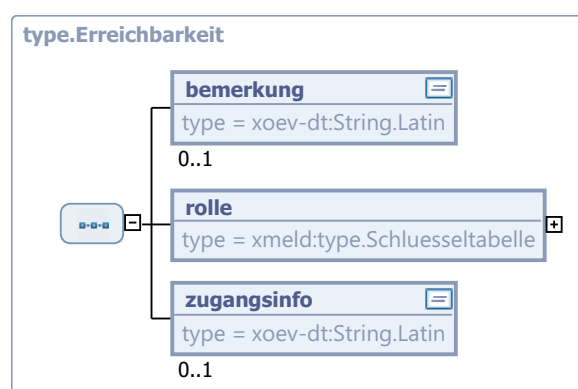 type.Erreichbarkeit
bemerkung
type = xoev-dt:String.Latin
0..1
rolle
type = xmeld:type.Schluesseltabelle
zugangsinfo
type = xoev-dt:String.Latin
0..1